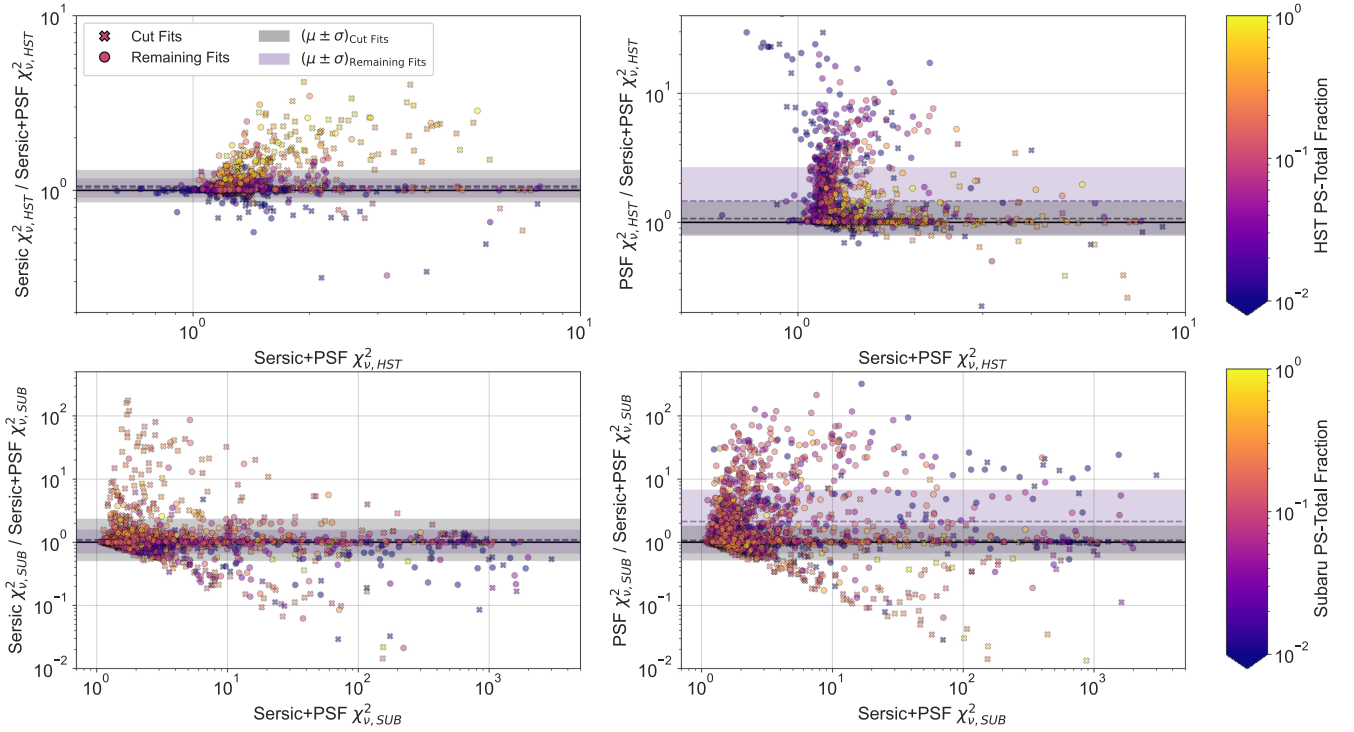 Cut Fits
Remaining Fits
(μ ± σ)Cut Fits
(μ ± σ)Remaining Fits
Sersic χ²ν,HST / Sersic+PSF χ²ν,HST
10¹
10⁰
10⁰
10¹
Sersic+PSF χ²ν,HST
PSF χ²ν,HST / Sersic+PSF χ²ν,HST
10¹
10⁰
10⁰
10¹
Sersic+PSF χ²ν,HST
10⁰
10⁻¹
10⁻²
HST PS-Total Fraction
Sersic χ²ν,SUB / Sersic+PSF χ²ν,SUB
10²
10¹
10⁰
10⁻¹
10⁻²
10⁰
10¹
10²
10³
Sersic+PSF χ²ν,SUB
PSF χ²ν,SUB / Sersic+PSF χ²ν,SUB
10²
10¹
10⁰
10⁻¹
10⁻²
10⁰
10¹
10²
10³
Sersic+PSF χ²ν,SUB
10⁰
10⁻¹
10⁻²
Subaru PS-Total Fraction